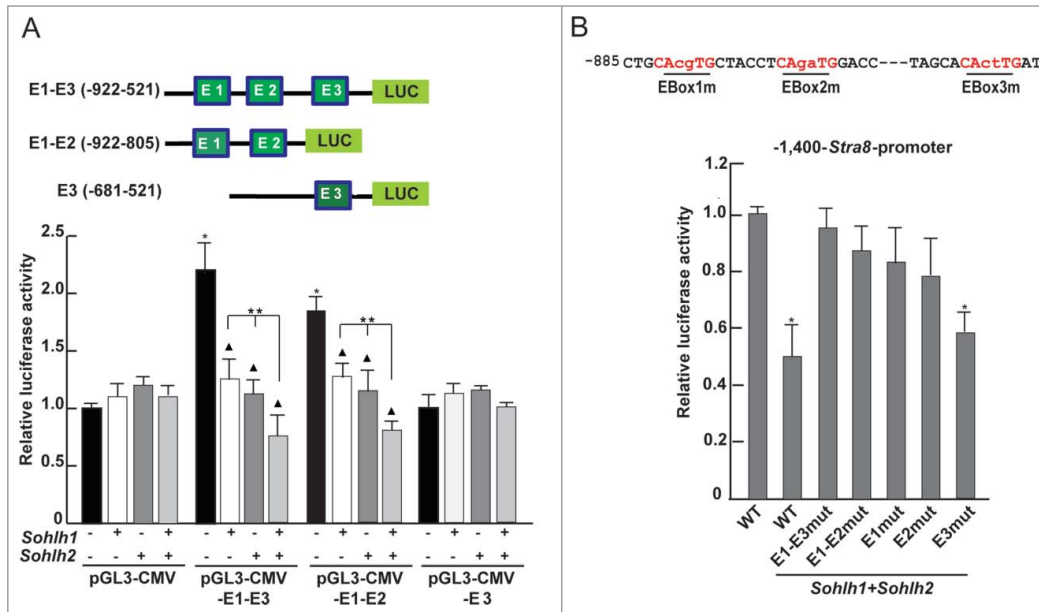 A
E1-E3 (-922-521)
E 1
E 2
E 3
LUC
E1-E2 (-922-805)
E 1
E 2
LUC
E3 (-681-521)
E 3
LUC
Relative luciferase activity
2.5
2.0
1.5
1.0
0.5
0
*
**
▲
▲
▲
*
**
▲
▲
▲
Sohlh1 - + - + - + - + - + - + - + - +
Sohlh2 - - + + - - + + - - + + - - + +
pGL3-CMV
pGL3-CMV
-E1-E3
pGL3-CMV
-E1-E2
pGL3-CMV
-E 3
B
-885 CTGCAcgTGCTACCTCAgaTGGACC---TAGCACActTGAT
EBox1m
EBox2m
EBox3m
-1,400-Stra8-promoter
Relative luciferase activity
1.2
1.0
0.8
0.6
0.4
0.2
0
*
*
WT
WT
E1-E3mut
E1-E2mut
E1mut
E2mut
E3mut
Sohlh1+Sohlh2